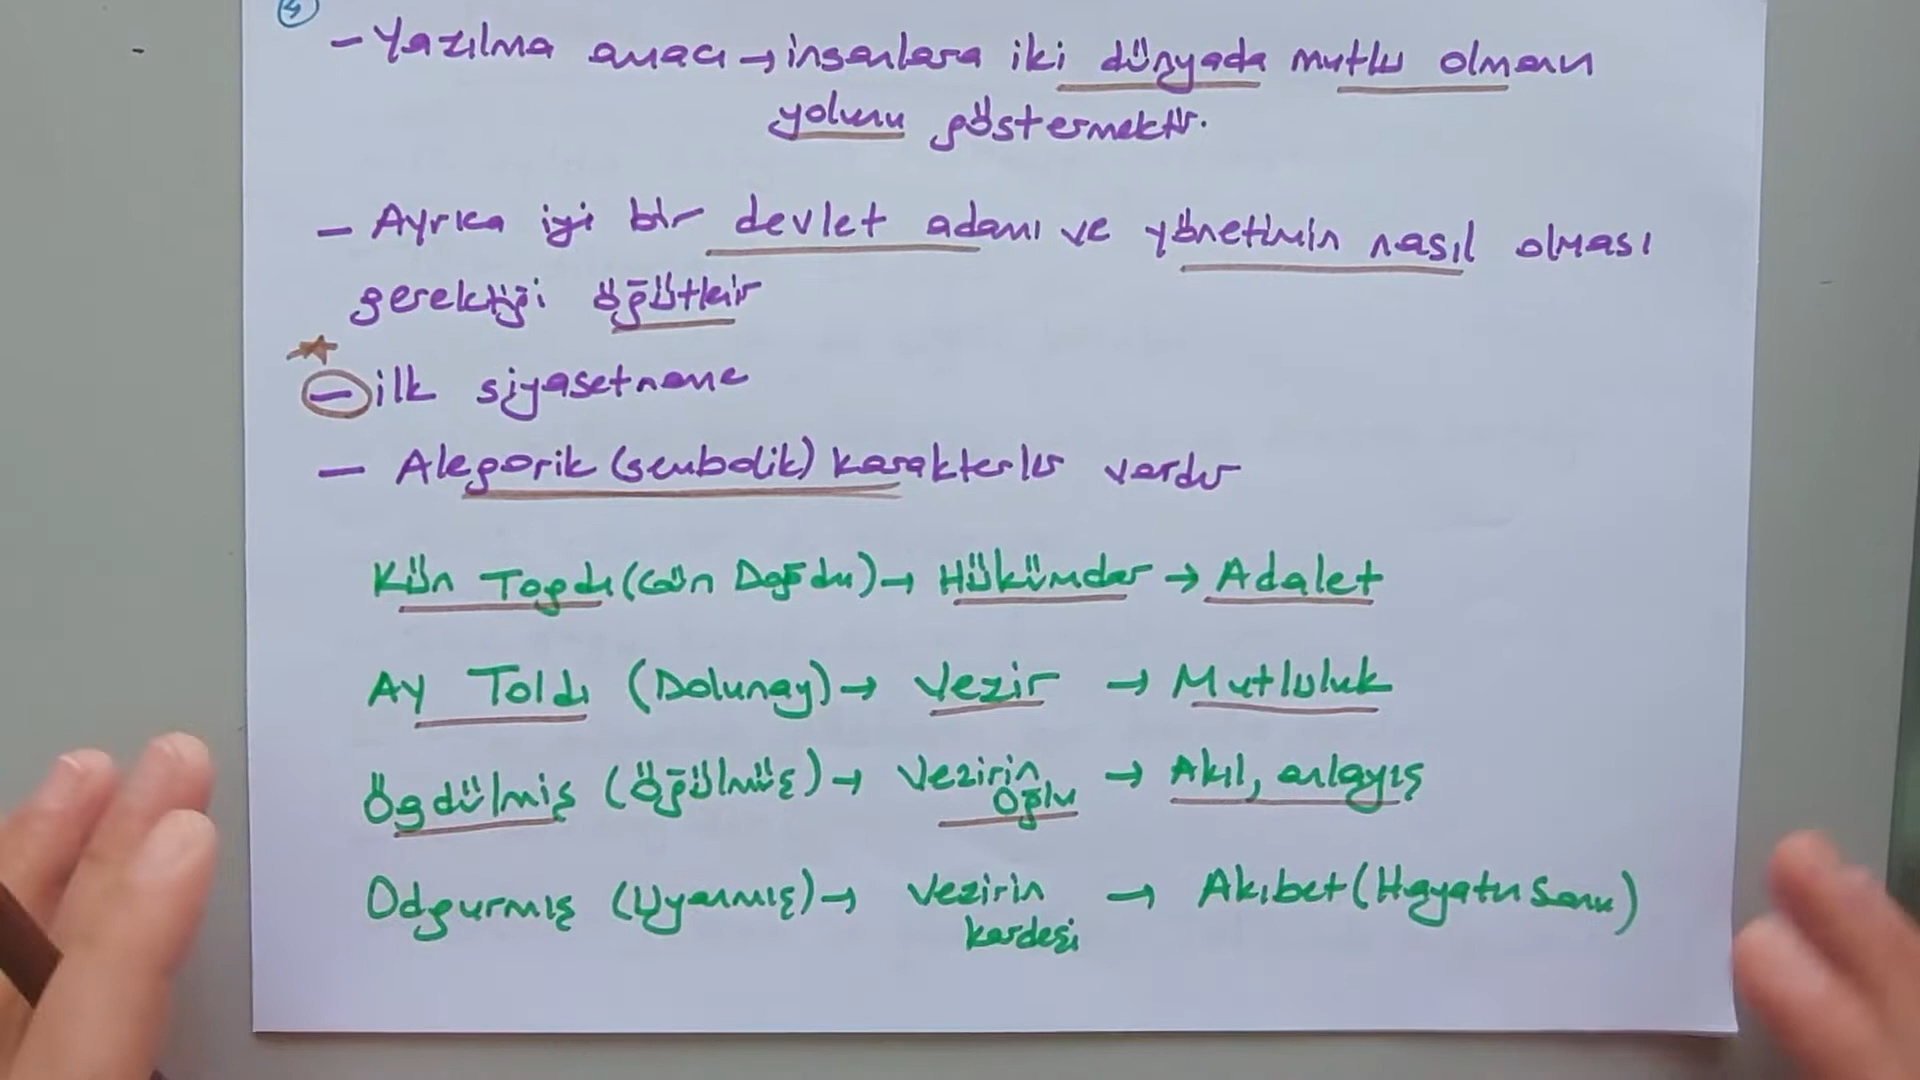 4
- Yazılma amacı → insanlara iki dünyada mutlu olmanın
yolunu göstermektir.
- Ayrıca iyi bir devlet adamı ve yönetimin nasıl olması
gerektiği öğütleir
- ilk siyasetname
- Alegorik (sembolik) karakterler vardır
Kün Togdı (Gün Doğdu) → Hükümdar → Adalet
Ay Toldı (Dolunay) → Vezir → Mutluluk
Ögdülmiş (Öğülmüş) → Vezirin oğlu → Akıl, anlayış
Odgurmış (Uyanmış) → Vezirin kardeşi → Akıbet (Hayatın Sonu)